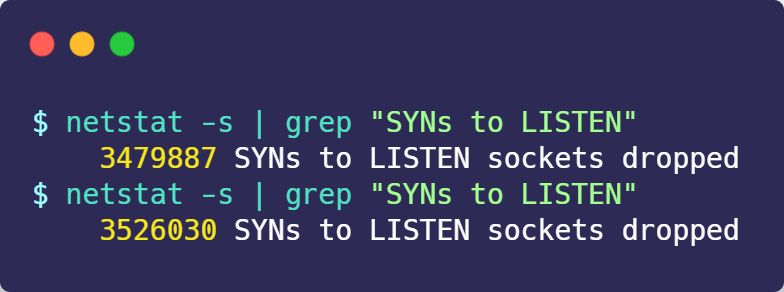 $ netstat -s | grep "SYNs to LISTEN"
    3479887 SYNs to LISTEN sockets dropped
$ netstat -s | grep "SYNs to LISTEN"
    3526030 SYNs to LISTEN sockets dropped